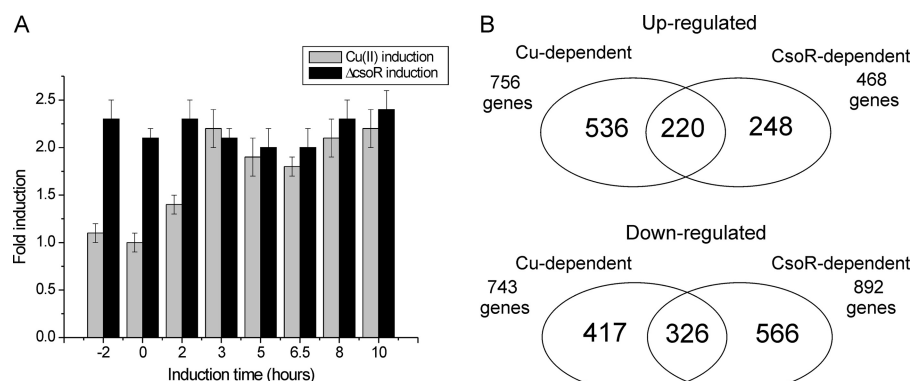 A
Cu(II) induction
ΔcsoR induction
Fold induction
2.5
2.0
1.5
1.0
0.5
0.0
-2 0 2 3 5 6.5 8 10
Induction time (hours)
B
Up-regulated
Cu-dependent
CsoR-dependent
756
genes
468
genes
536 220 248
Down-regulated
Cu-dependent
CsoR-dependent
743
genes
892
genes
417 326 566